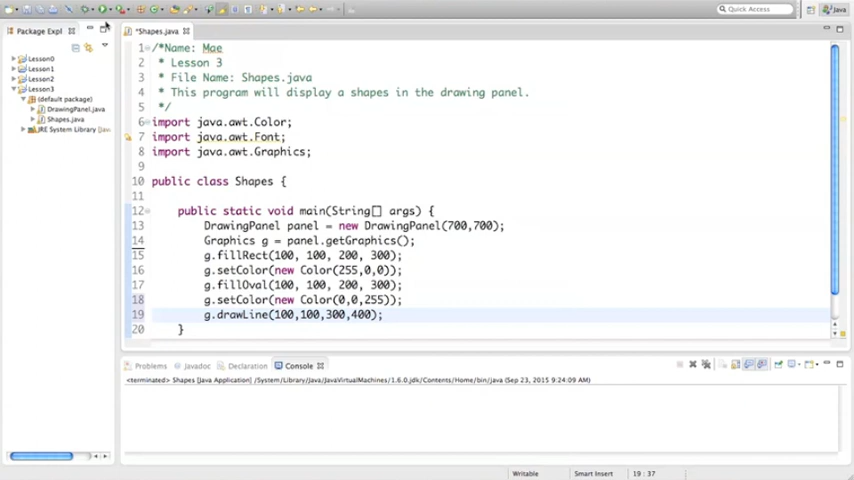 Quick Access
Java
Package Expl
*Shapes.java
Lesson0
Lesson1
Lesson2
Lesson3
(default package)
DrawingPanel.java
Shapes.java
JRE System Library [Java
1 /*Name: Mae
2 * Lesson 3
3 * File Name: Shapes.java
4 * This program will display a shapes in the drawing panel.
5 */
6 import java.awt.Color;
7 import java.awt.Font;
8 import java.awt.Graphics;
9
10 public class Shapes {
11
12 public static void main(String[] args) {
13 DrawingPanel panel = new DrawingPanel(700,700);
14 Graphics g = panel.getGraphics();
15 g.fillRect(100, 100, 200, 300);
16 g.setColor(new Color(255,0,0));
17 g.fillOval(100, 100, 200, 300);
18 g.setColor(new Color(0,0,255));
19 g.drawLine(100,100,300,400);
20 }
Problems Javadoc Declaration Console
<terminated> Shapes [Java Application] /System/Library/Java/JavaVirtualMachines/1.6.0.jdk/Contents/Home/bin/java (Sep 23, 2015 9:24:09 AM)
Writable Smart Insert 19 : 37